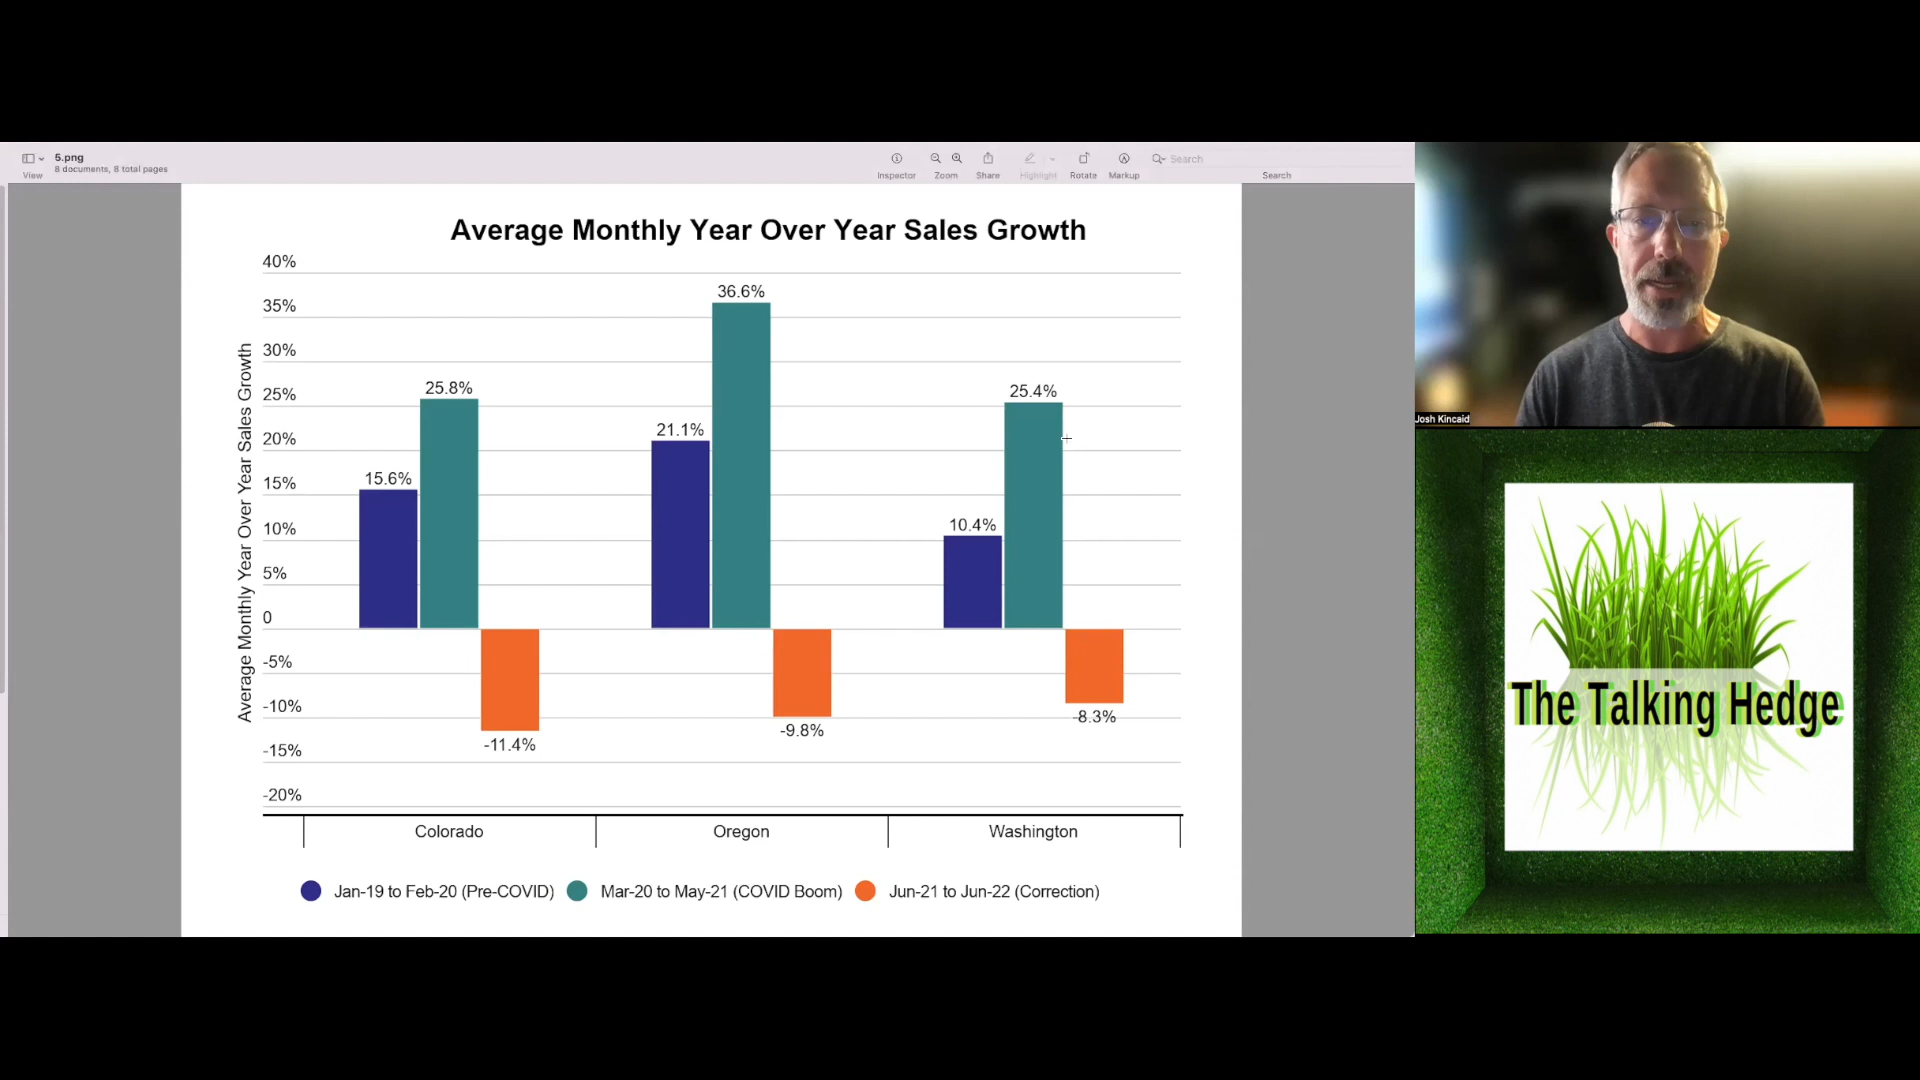 5.png
8 documents, 8 total pages
View
Inspector
Zoom
Share
Highlight
Rotate
Markup
Search
Search
Average Monthly Year Over Year Sales Growth
Average Monthly Year Over Year Sales Growth
40%
35%
30%
25%
20%
15%
10%
5%
0
-5%
-10%
-15%
-20%
15.6%
25.8%
-11.4%
21.1%
36.6%
-9.8%
10.4%
25.4%
-8.3%
Colorado
Oregon
Washington
Jan-19 to Feb-20 (Pre-COVID)
Mar-20 to May-21 (COVID Boom)
Jun-21 to Jun-22 (Correction)
Josh Kincaid
The Talking Hedge